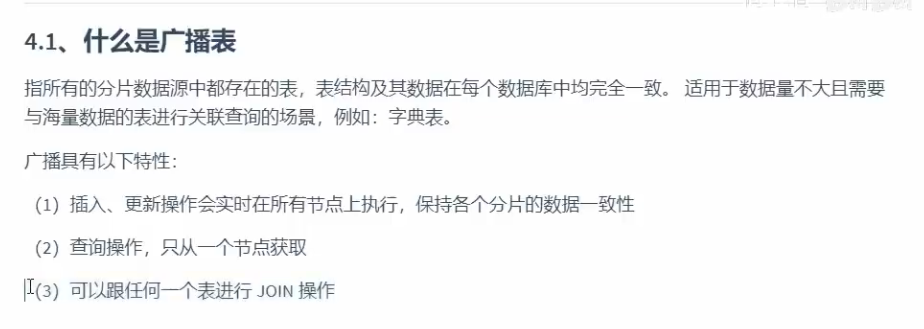 4.1、什么是广播表
指所有的分片数据源中都存在的表，表结构及其数据在每个数据库中均完全一致。 适用于数据量不大且需要
与海量数据的表进行关联查询的场景，例如：字典表。
广播具有以下特性：
（1）插入、更新操作会实时在所有节点上执行，保持各个分片的数据一致性
（2）查询操作，只从一个节点获取
（3）可以跟任何一个表进行 JOIN 操作